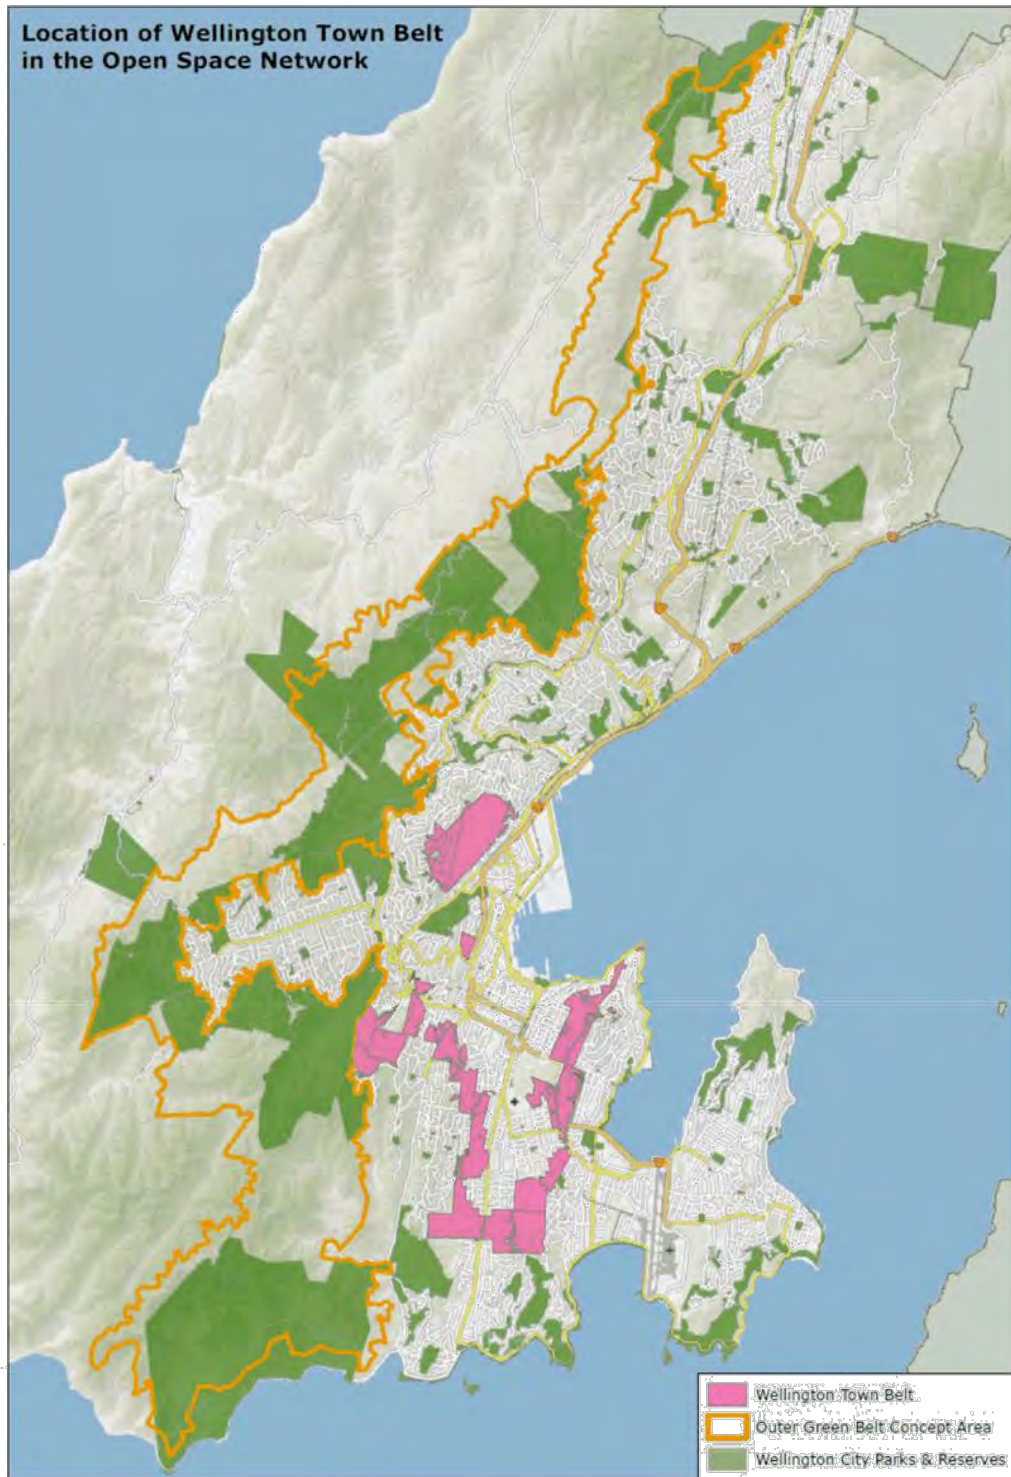 Location of Wellington Town Belt
in the Open Space Network
Wellington Town Belt
Outer Green Belt Concept Area
Wellington City Parks & Reserves